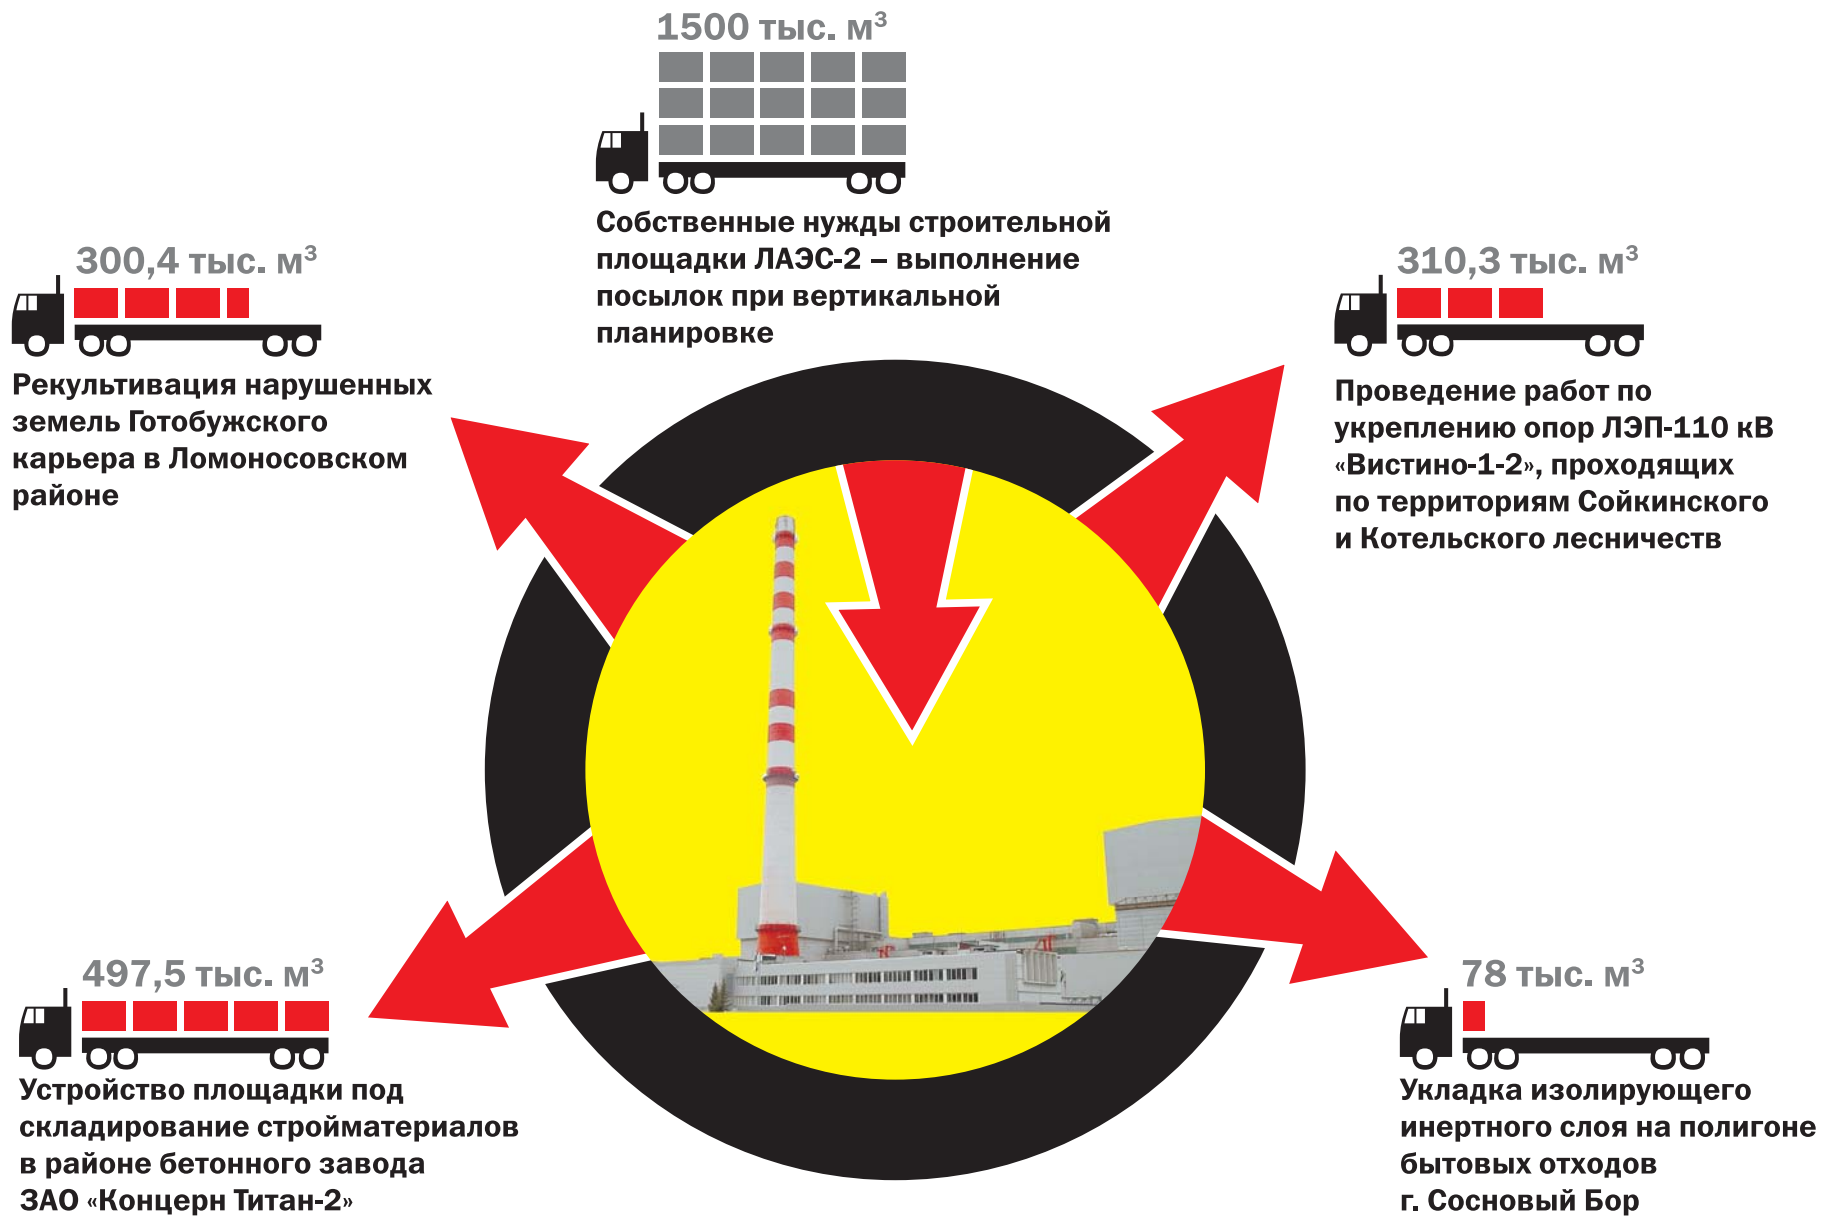 1500 тыс. м³
Собственные нужды строительной
площадки ЛАЭС-2 – выполнение
посылок при вертикальной
планировке
300,4 тыс. м³
Рекультивация нарушенных
земель Готобужского
карьера в Ломоносовском
районе
310,3 тыс. м³
Проведение работ по
укреплению опор ЛЭП-110 кВ
«Вистино-1-2», проходящих
по территориям Сойкинского
и Котельского лесничеств
497,5 тыс. м³
Устройство площадки под
складирование стройматериалов
в районе бетонного завода
ЗАО «Концерн Титан-2»
78 тыс. м³
Укладка изолирующего
инертного слоя на полигоне
бытовых отходов
г. Сосновый Бор